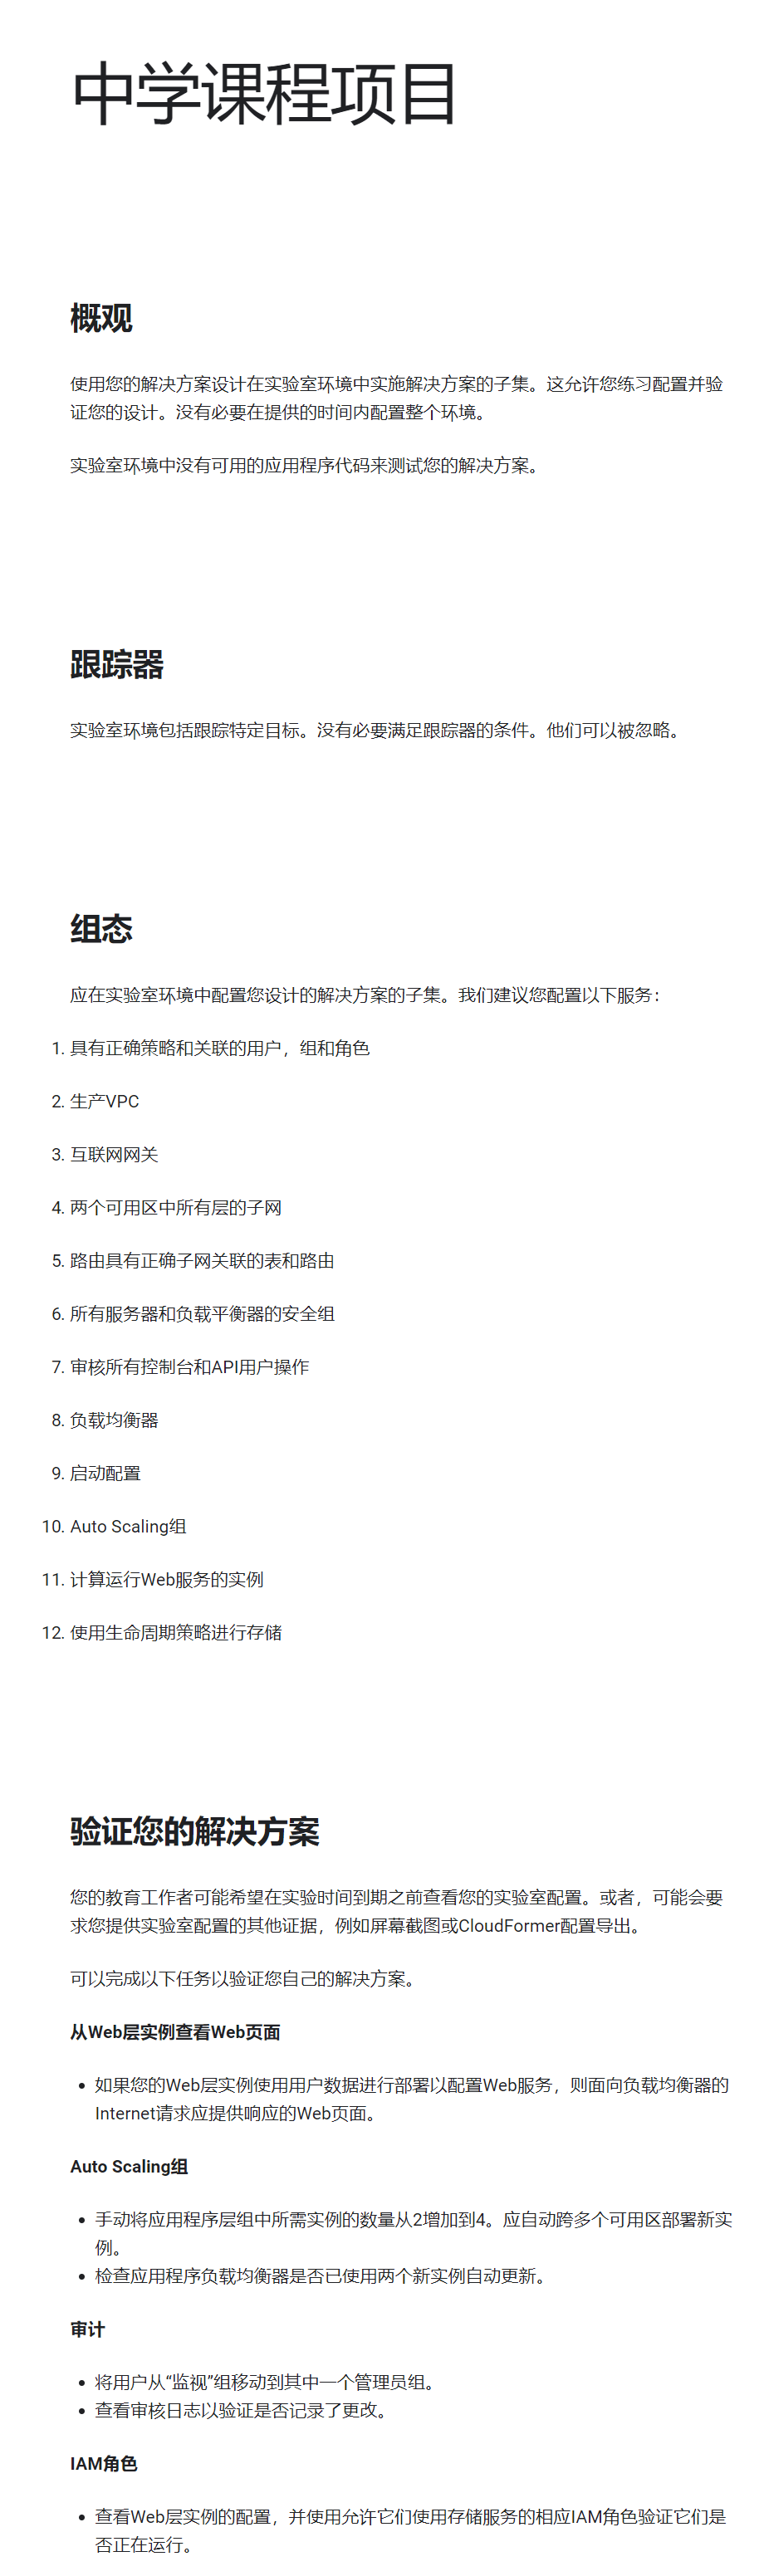 中学课程项目
概观
使用您的解决方案设计在实验室环境中实施解决方案的子集。这允许您练习配置并验
证您的设计。没有必要在提供的时间内配置整个环境。
实验室环境中没有可用的应用程序代码来测试您的解决方案。
跟踪器
实验室环境包括跟踪特定目标。没有必要满足跟踪器的条件。他们可以被忽略。
组态
应在实验室环境中配置您设计的解决方案的子集。我们建议您配置以下服务：
1. 具有正确策略和关联的用户，组和角色
2. 生产VPC
3. 互联网网关
4. 两个可用区中所有层的子网
5. 路由具有正确子网关联的表和路由
6. 所有服务器和负载平衡器的安全组
7. 审核所有控制台和API用户操作
8. 负载均衡器
9. 启动配置
10. Auto Scaling组
11. 计算运行Web服务的实例
12. 使用生命周期策略进行存储
验证您的解决方案
您的教育工作者可能希望在实验时间到期之前查看您的实验室配置。或者，可能会要
求您提供实验室配置的其他证据，例如屏幕截图或CloudFormer配置导出。
可以完成以下任务以验证您自己的解决方案。
从Web层实例查看Web页面
• 如果您的Web层实例使用用户数据进行部署以配置Web服务，则面向负载均衡器的
Internet请求应提供响应的Web页面。
Auto Scaling组
• 手动将应用程序层组中所需实例的数量从2增加到4。应自动跨多个可用区部署新实
例。
• 检查应用程序负载均衡器是否已使用两个新实例自动更新。
审计
• 将用户从“监视”组移动到其中一个管理员组。
• 查看审核日志以验证是否记录了更改。
IAM角色
• 查看Web层实例的配置，并使用允许它们使用存储服务的相应IAM角色验证它们是
否正在运行。